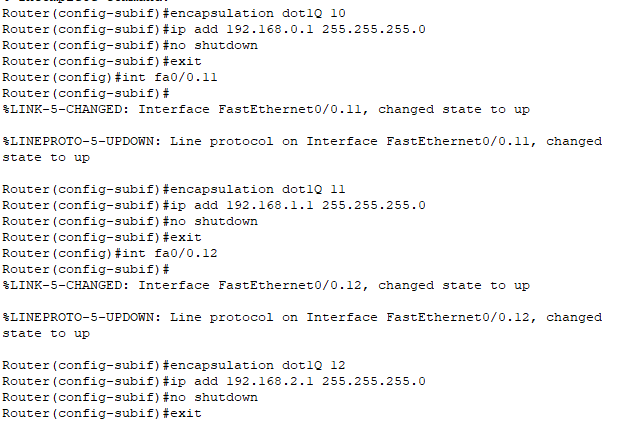 Router(config-subif)#encapsulation dot1Q 10
Router(config-subif)#ip add 192.168.0.1 255.255.255.0
Router(config-subif)#no shutdown
Router(config-subif)#exit
Router(config)#int fa0/0.11
Router(config-subif)#
%LINK-5-CHANGED: Interface FastEthernet0/0.11, changed state to up
%LINEPROTO-5-UPDOWN: Line protocol on Interface FastEthernet0/0.11, changed
state to up
Router(config-subif)#encapsulation dot1Q 11
Router(config-subif)#ip add 192.168.1.1 255.255.255.0
Router(config-subif)#no shutdown
Router(config-subif)#exit
Router(config)#int fa0/0.12
Router(config-subif)#
%LINK-5-CHANGED: Interface FastEthernet0/0.12, changed state to up
%LINEPROTO-5-UPDOWN: Line protocol on Interface FastEthernet0/0.12, changed
state to up
Router(config-subif)#encapsulation dot1Q 12
Router(config-subif)#ip add 192.168.2.1 255.255.255.0
Router(config-subif)#no shutdown
Router(config-subif)#exit